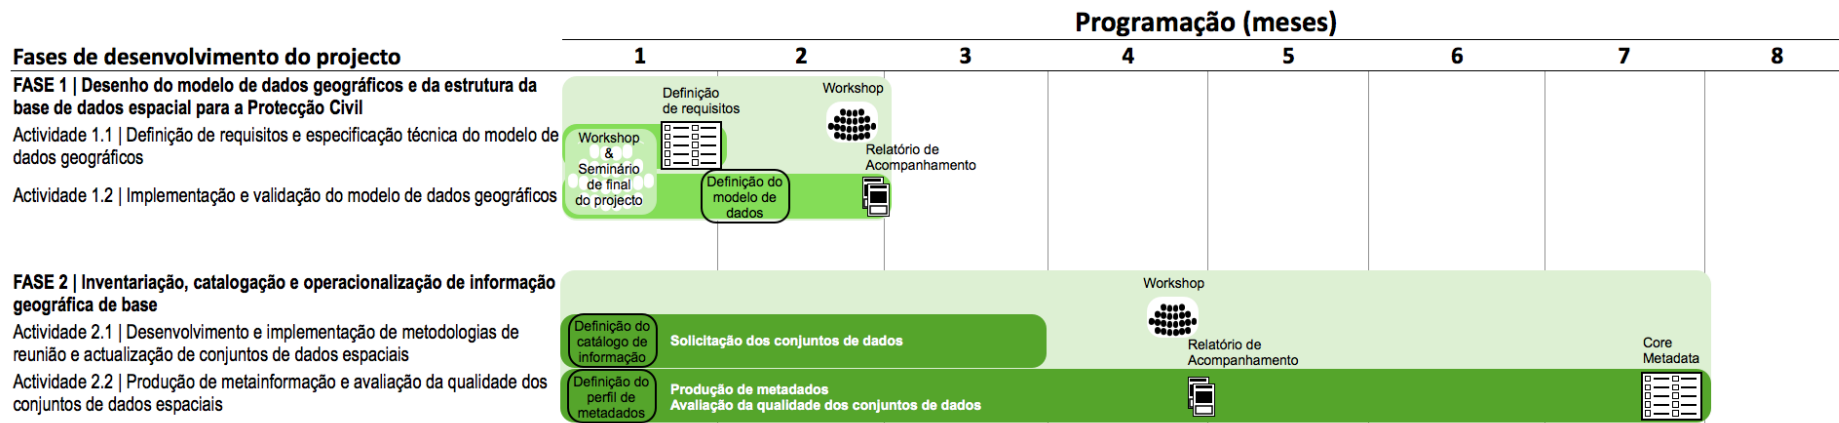 Programação (meses)
Fases de desenvolvimento do projecto
1 2 3 4 5 6 7 8
FASE 1 | Desenho do modelo de dados geográficos e da estrutura da
base de dados espacial para a Protecção Civil
Definição
de requisitos
Workshop
Actividade 1.1 | Definição de requisitos e especificação técnica do modelo de
dados geográficos
Workshop
&
Seminário
de final
do projecto
Relatório de
Acompanhamento
Actividade 1.2 | Implementação e validação do modelo de dados geográficos
Definição do
modelo de
dados
FASE 2 | Inventariação, catalogação e operacionalização de informação
geográfica de base
Workshop
Actividade 2.1 | Desenvolvimento e implementação de metodologias de
reunião e actualização de conjuntos de dados espaciais
Definição do
catálogo de
informação
Solicitação dos conjuntos de dados
Relatório de
Acompanhamento
Core
Metadata
Actividade 2.2 | Produção de metainformação e avaliação da qualidade dos
conjuntos de dados espaciais
Definição do
perfil de
metadados
Produção de metadados
Avaliação da qualidade dos conjuntos de dados